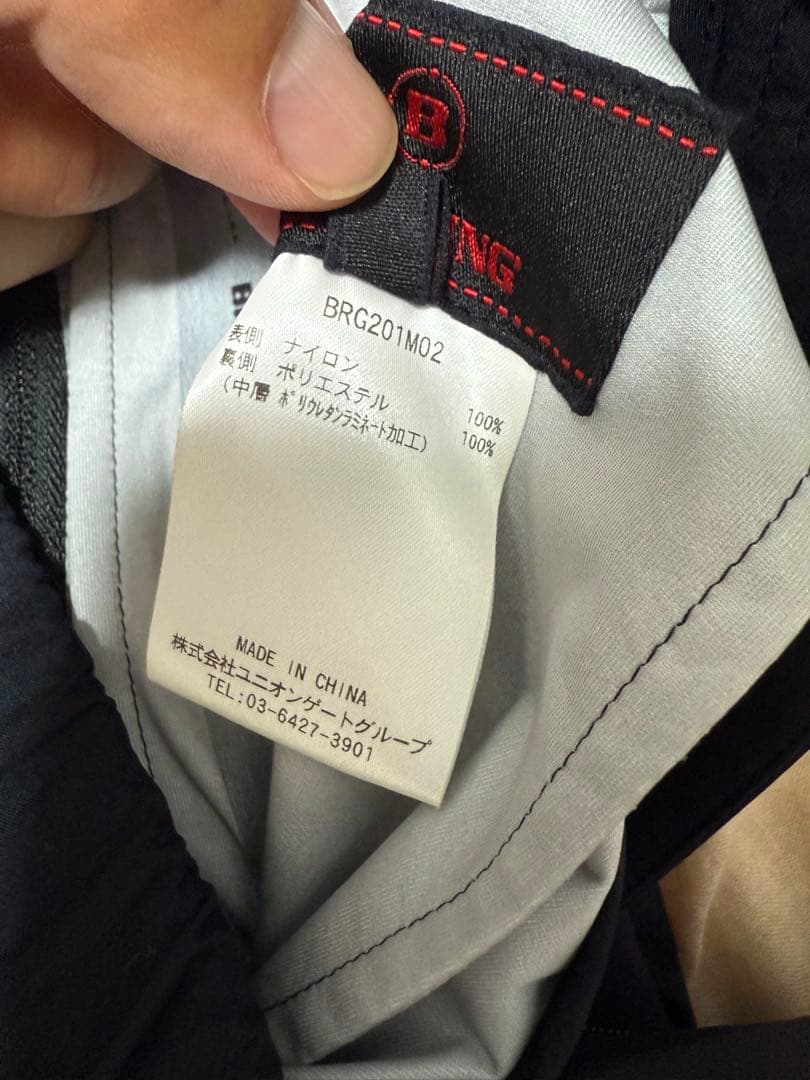 B
NG
BRG201M02
表側 ナイロン 100%
裏側 ポリエステル 100%
(中層 ポリウレタンラミネート加工)
MADE IN CHINA
株式会社ユニオンゲートグループ
TEL:03-6427-3901